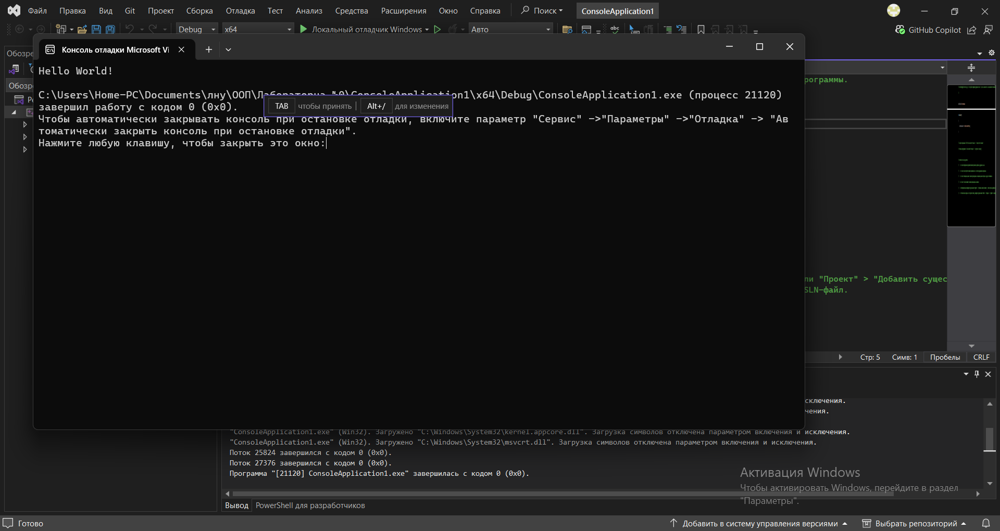 Файл Правка Вид Git Проект Сборка Отладка Тест Анализ Средства Расширения Окно Справка Поиск ConsoleApplication1
Debug x64 Локальный отладчик Windows Авто GitHub Copilot
Консоль отладки Microsoft Vi
Hello World!
C:\Users\Home-PC\Documents\лну\ООП\Лабораторна №0\ConsoleApplication1\x64\Debug\ConsoleApplication1.exe (процесс 21120)
завершил работу с кодом 0 (0x0).
TAB чтобы принять | Alt+/ для изменения
Чтобы автоматически закрывать консоль при остановке отладки, включите параметр "Сервис" ->"Параметры" ->"Отладка" -> "Ав
томатически закрыть консоль при остановке отладки".
Нажмите любую клавишу, чтобы закрыть это окно:
Обозре
Обозр
рограммы.
ли "Проект" > "Добавить сущес
SLN-файл.
Стр: 5 Симв: 1 Пробелы CRLF
сключения.
чения.
"ConsoleApplication1.exe" (Win32). Загружено "C:\Windows\System32\kernel.appcore.dll". Загрузка символов отключена параметром включения и исключения.
"ConsoleApplication1.exe" (Win32). Загружено "C:\Windows\System32\msvcrt.dll". Загрузка символов отключена параметром включения и исключения.
Поток 25824 завершился с кодом 0 (0x0).
Поток 27376 завершился с кодом 0 (0x0).
Программа "[21120] ConsoleApplication1.exe" завершилась с кодом 0 (0x0).
Активация Windows
Чтобы активировать Windows, перейдите в раздел
"Параметры".
Вывод PowerShell для разработчиков
Готово Добавить в систему управления версиями Выбрать репозиторий